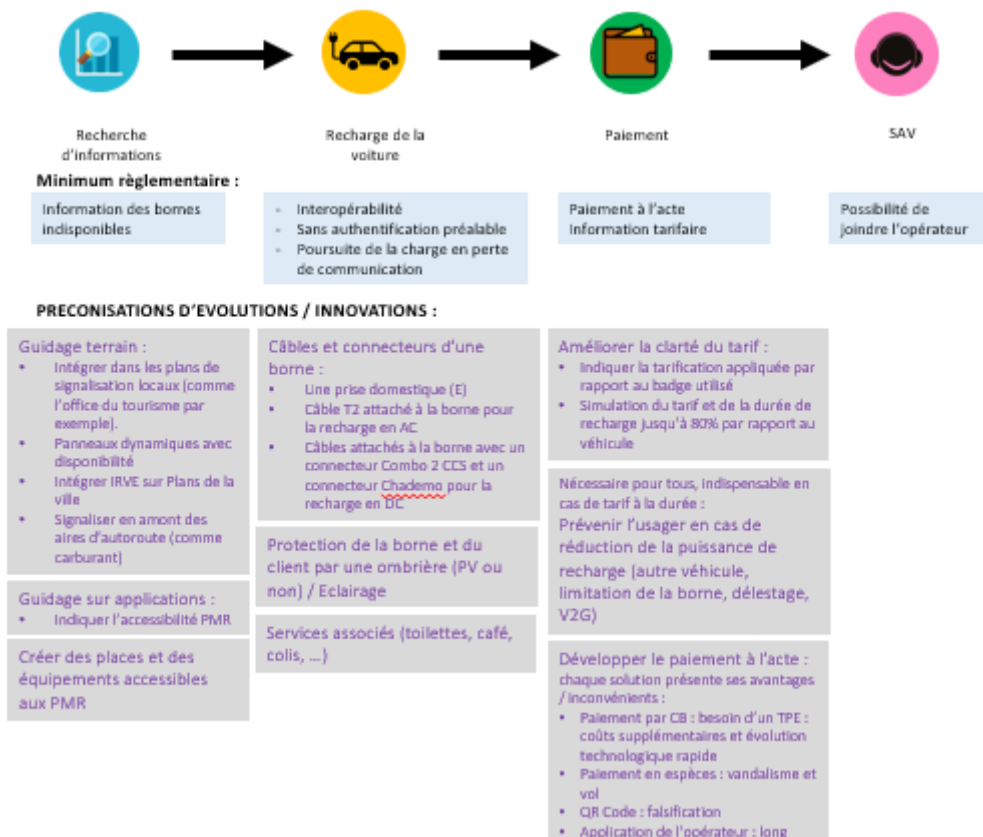 Recherche
d'informations
Recharge de la
voiture
Paiement
SAV
Minimum règlementaire :
Information des bornes
indisponibles
- Interopérabilité
- Sans authentification préalable
- Poursuite de la charge en perte
de communication
Paiement à l'acte
Information tarifaire
Possibilité de
joindre l'opérateur
PRECONISATIONS D'EVOLUTIONS / INNOVATIONS :
Guidage terrain :
• Intégrer dans les plans de
signalisation locaux (comme
l'office du tourisme par
exemple).
• Panneaux dynamiques avec
disponibilité
• Intégrer IRVE sur Plans de la
ville
• Signaliser en amont des
aires d'autoroute (comme
carburant)
Guidage sur applications :
• Indiquer l'accessibilité PMR
Créer des places et des
équipements accessibles
aux PMR
Câbles et connecteurs d'une
borne :
• Une prise domestique (E)
• Câble T2 attaché à la borne pour
la recharge en AC
• Câbles attachés à la borne avec un
connecteur Combo 2 CCS et un
connecteur Chademo pour la
recharge en DC
Protection de la borne et du
client par une ombrière (PV ou
non) / Eclairage
Services associés (toilettes, café,
colis, ...)
Améliorer la clarté du tarif :
• Indiquer la tarification appliquée par
rapport au badge utilisé
• Simulation du tarif et de la durée de
recharge jusqu'à 80% par rapport au
véhicule
Nécessaire pour tous, indispensable en
cas de tarif à la durée :
Prévenir l'usager en cas de
réduction de la puissance de
recharge (autre véhicule,
limitation de la borne, délestage,
V2G)
Développer le paiement à l'acte :
chaque solution présente ses avantages
/ inconvénients :
• Paiement par CB : besoin d'un TPE :
coûts supplémentaires et évolution
technologique rapide
• Paiement en espèces : vandalisme et
vol
• QR Code : falsification
• Application de l'opérateur : long